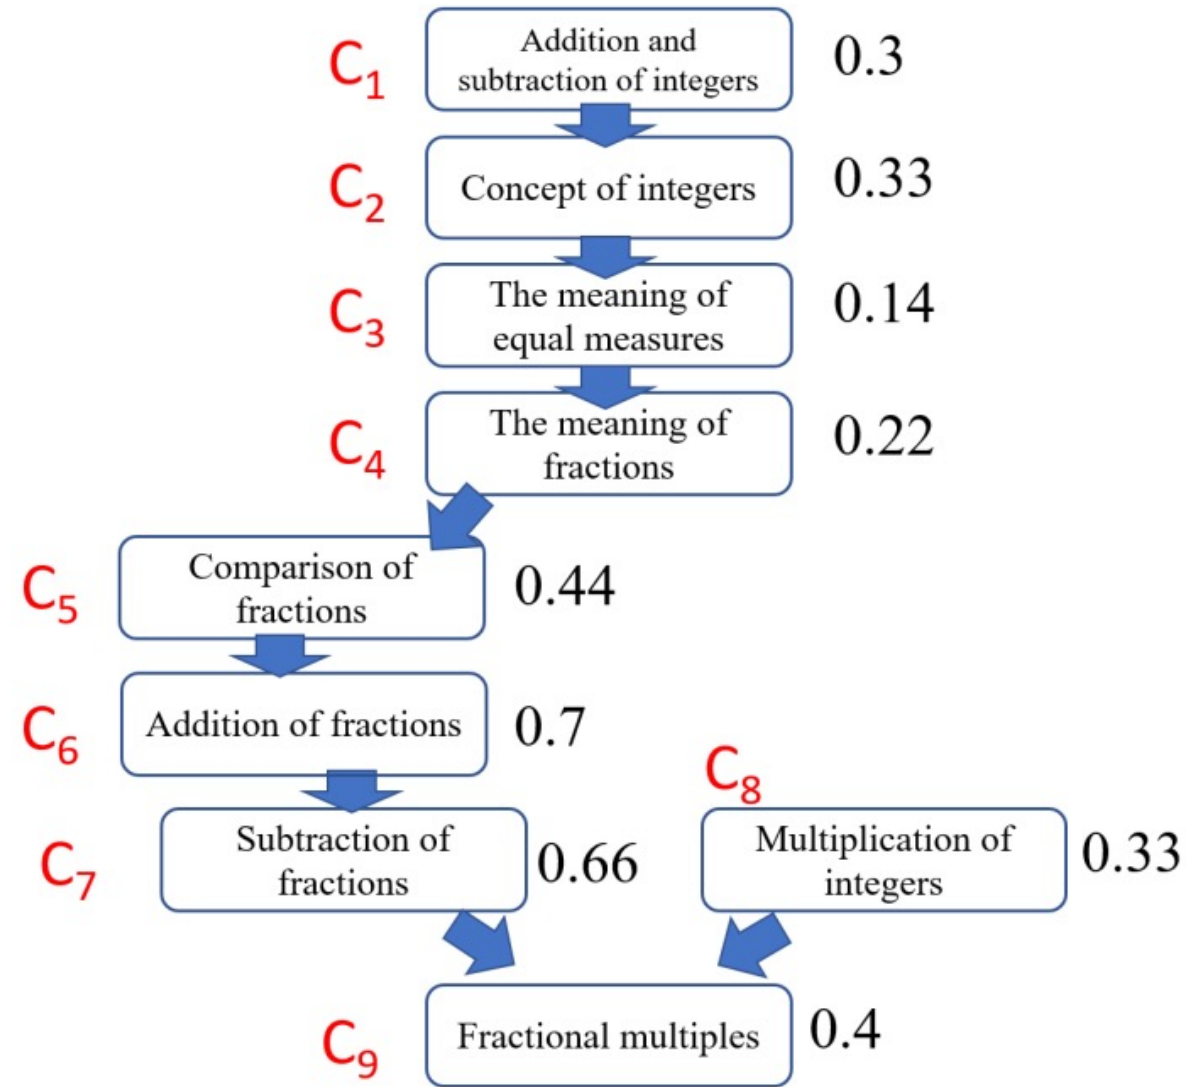 C1
Addition and
subtraction of integers
0.3
C2
Concept of integers
0.33
C3
The meaning of
equal measures
0.14
C4
The meaning of
fractions
0.22
C5
Comparison of
fractions
0.44
C6
Addition of fractions
0.7
C7
Subtraction of
fractions
0.66
C8
Multiplication of
integers
0.33
C9
Fractional multiples
0.4